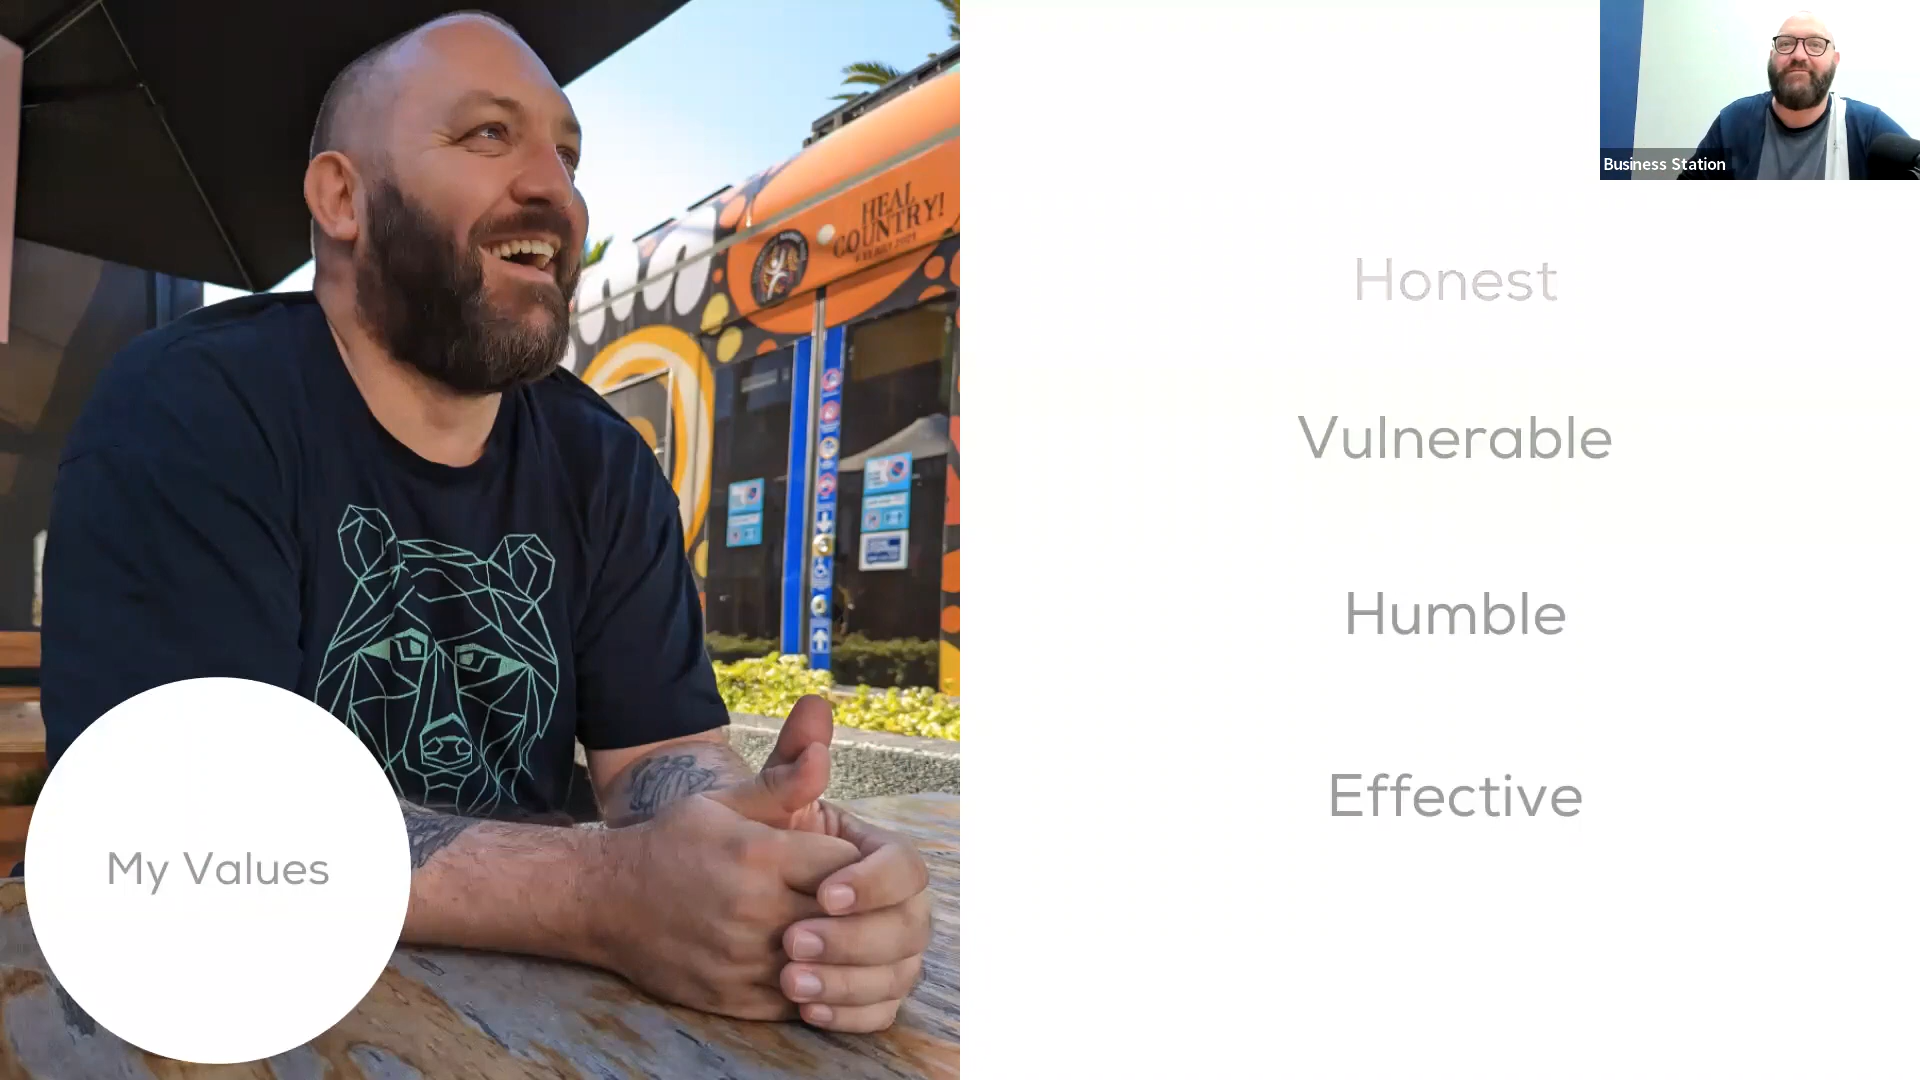 HEAL
COUNTRY!
Business Station
Honest
Vulnerable
Humble
Effective
My Values